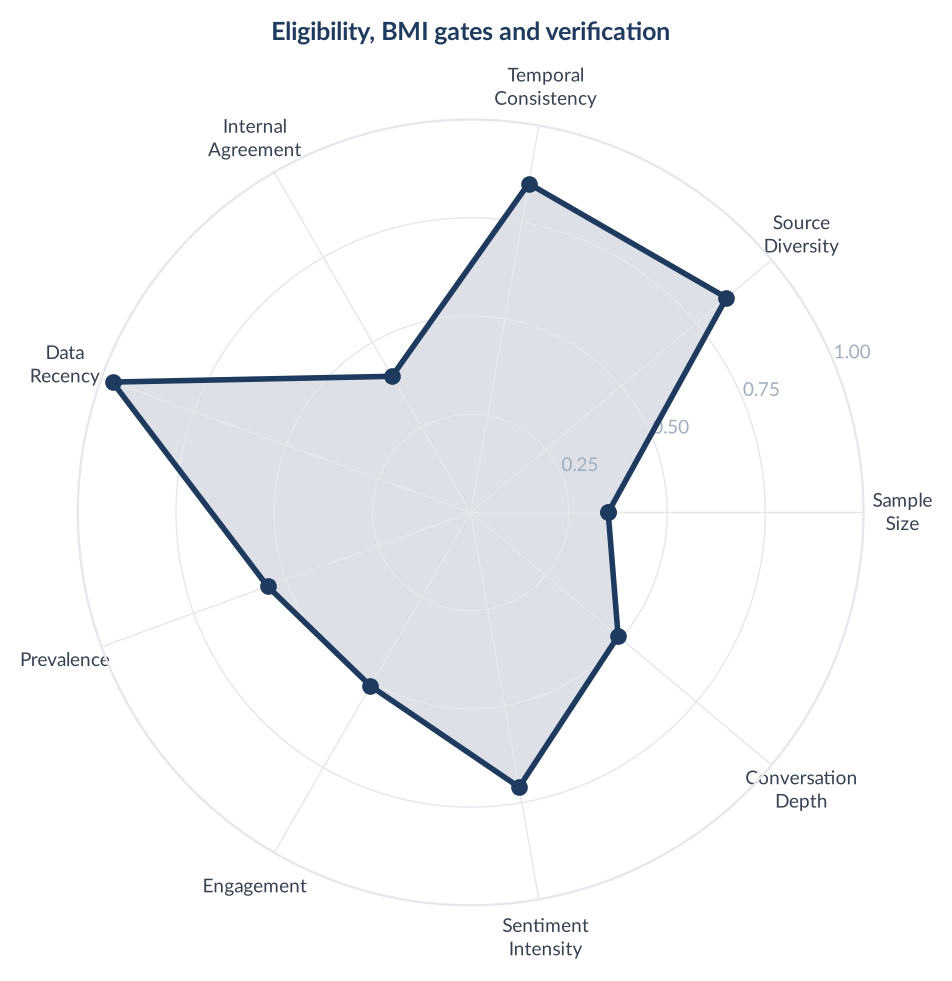 Eligibility, BMI gates and verification
Temporal
Consistency
Internal
Agreement
Source
Diversity
Data
Recency
1.00
0.75
0.50
0.25
Sample
Size
Prevalence
Conversation
Depth
Engagement
Sentiment
Intensity